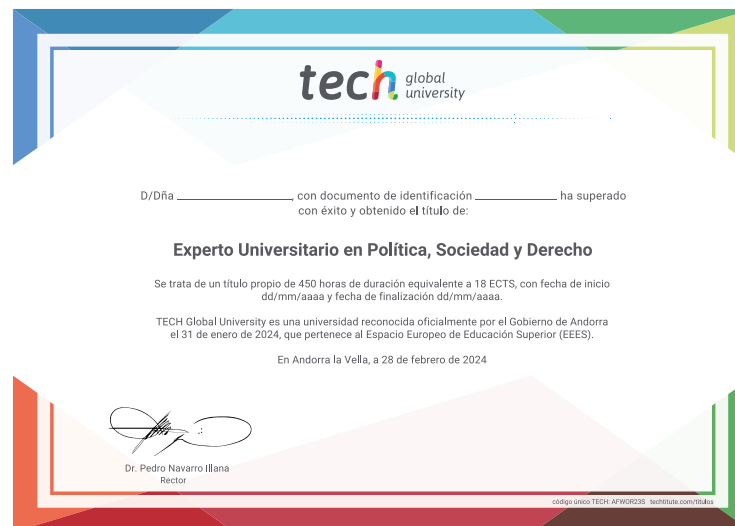 tech global
university
D/Dña ______________, con documento de identificación __________ ha superado
con éxito y obtenido el título de:
Experto Universitario en Política, Sociedad y Derecho
Se trata de un título propio de 450 horas de duración equivalente a 18 ECTS, con fecha de inicio
dd/mm/aaaa y fecha de finalización dd/mm/aaaa.
TECH Global University es una universidad reconocida oficialmente por el Gobierno de Andorra
el 31 de enero de 2024, que pertenece al Espacio Europeo de Educación Superior (EEES).
En Andorra la Vella, a 28 de febrero de 2024
Dr. Pedro Navarro Illana
Rector
código único TECH: AFWOR23S techtitute.com/titulos